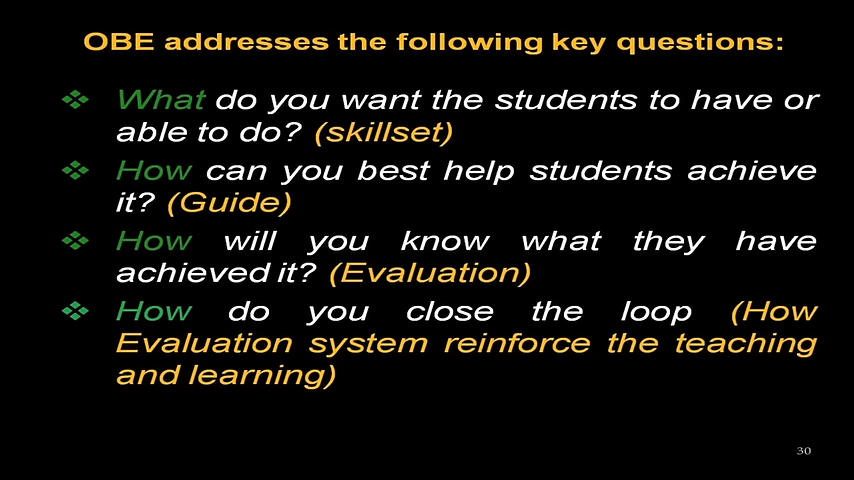 OBE addresses the following key questions:
What do you want the students to have or
able to do? (skillset)
How can you best help students achieve
it? (Guide)
How will you know what they have
achieved it? (Evaluation)
How do you close the loop (How
Evaluation system reinforce the teaching
and learning)
30